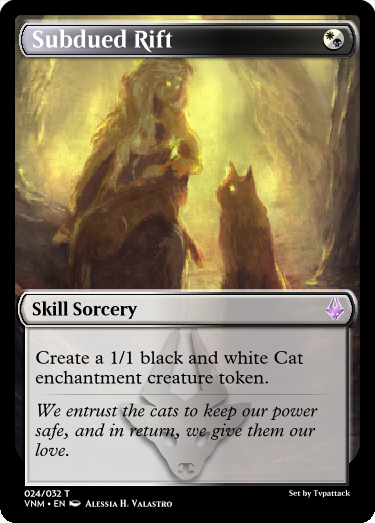 Subdued Rift
Skill Sorcery
Create a 1/1 black and white Cat
enchantment creature token.
We entrust the cats to keep our power
safe, and in return, we give them our
love.
024/032 T
Set by Tvpattack
VNM • EN Alessia H. Valastro